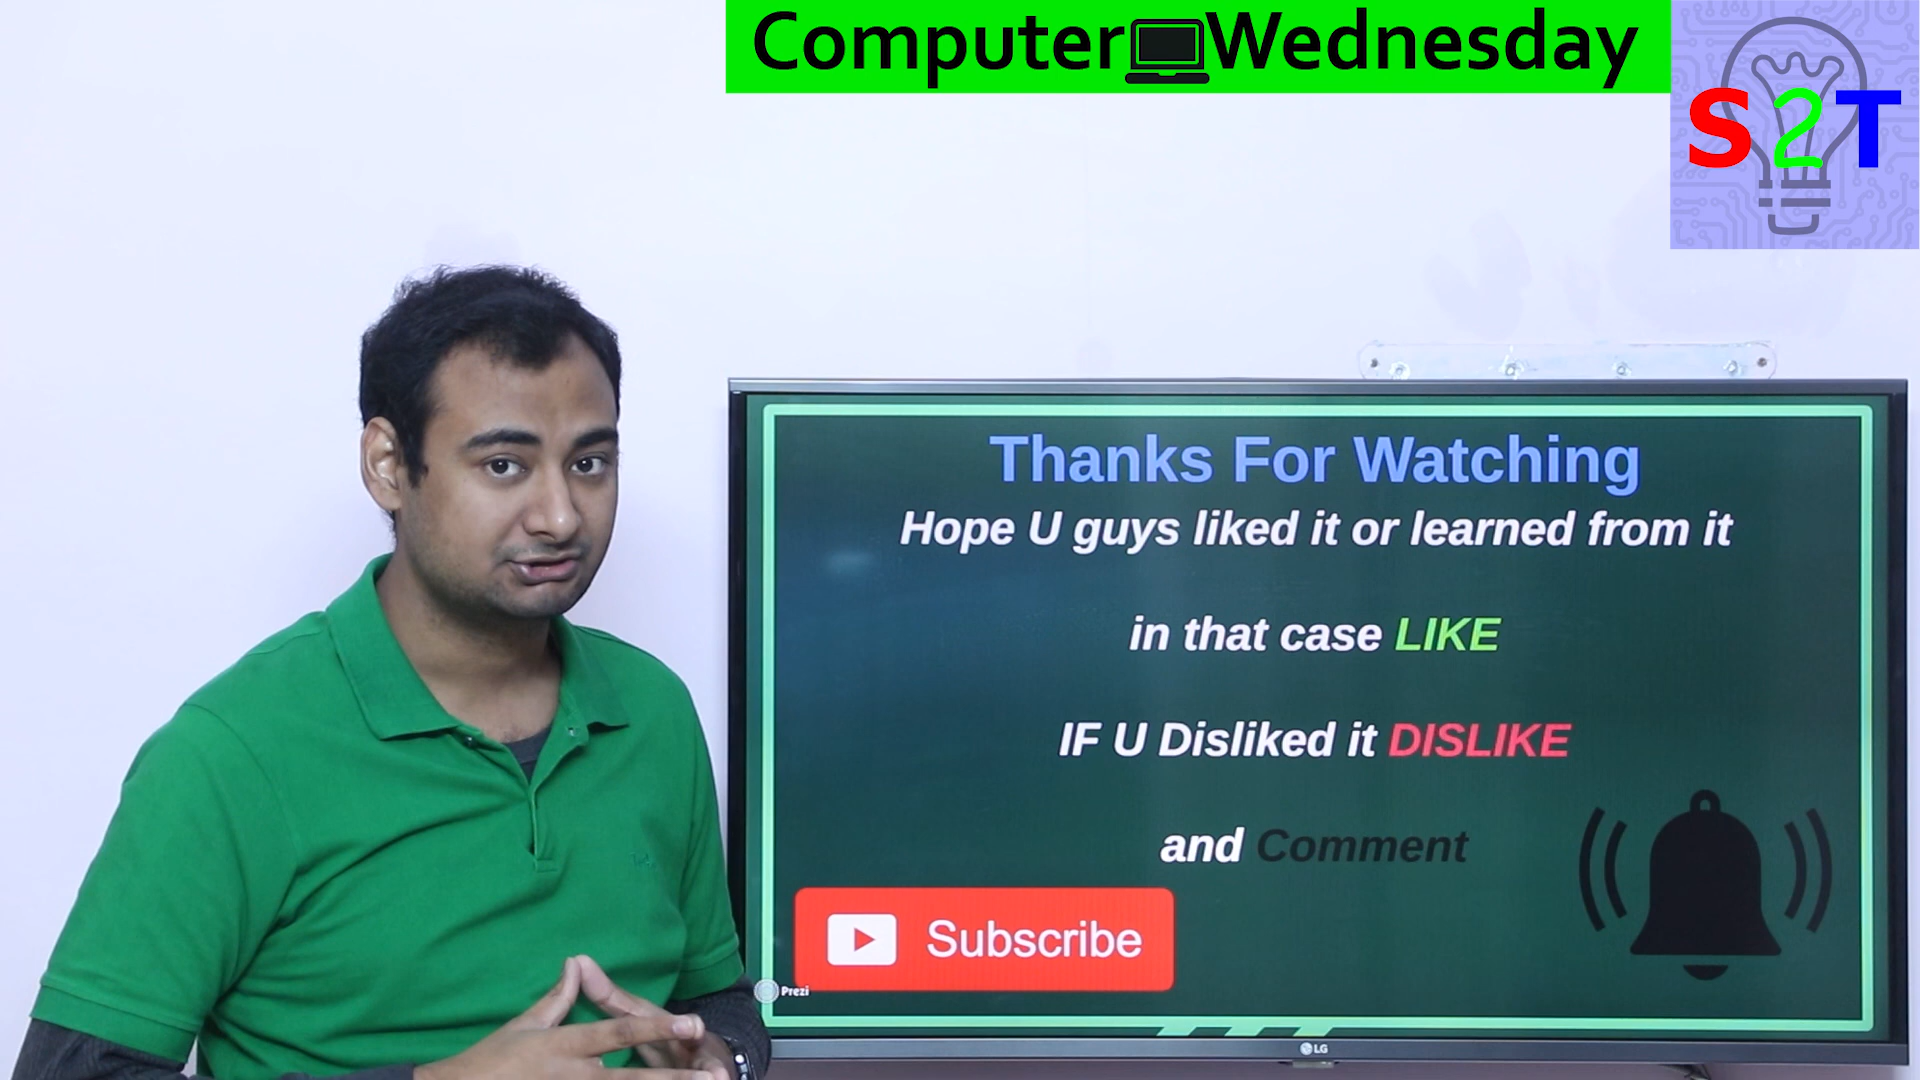 Computer Wednesday
S2T
Thanks For Watching
Hope U guys liked it or learned from it
in that case LIKE
IF U Disliked it DISLIKE
and Comment
Subscribe
Prezi
LG